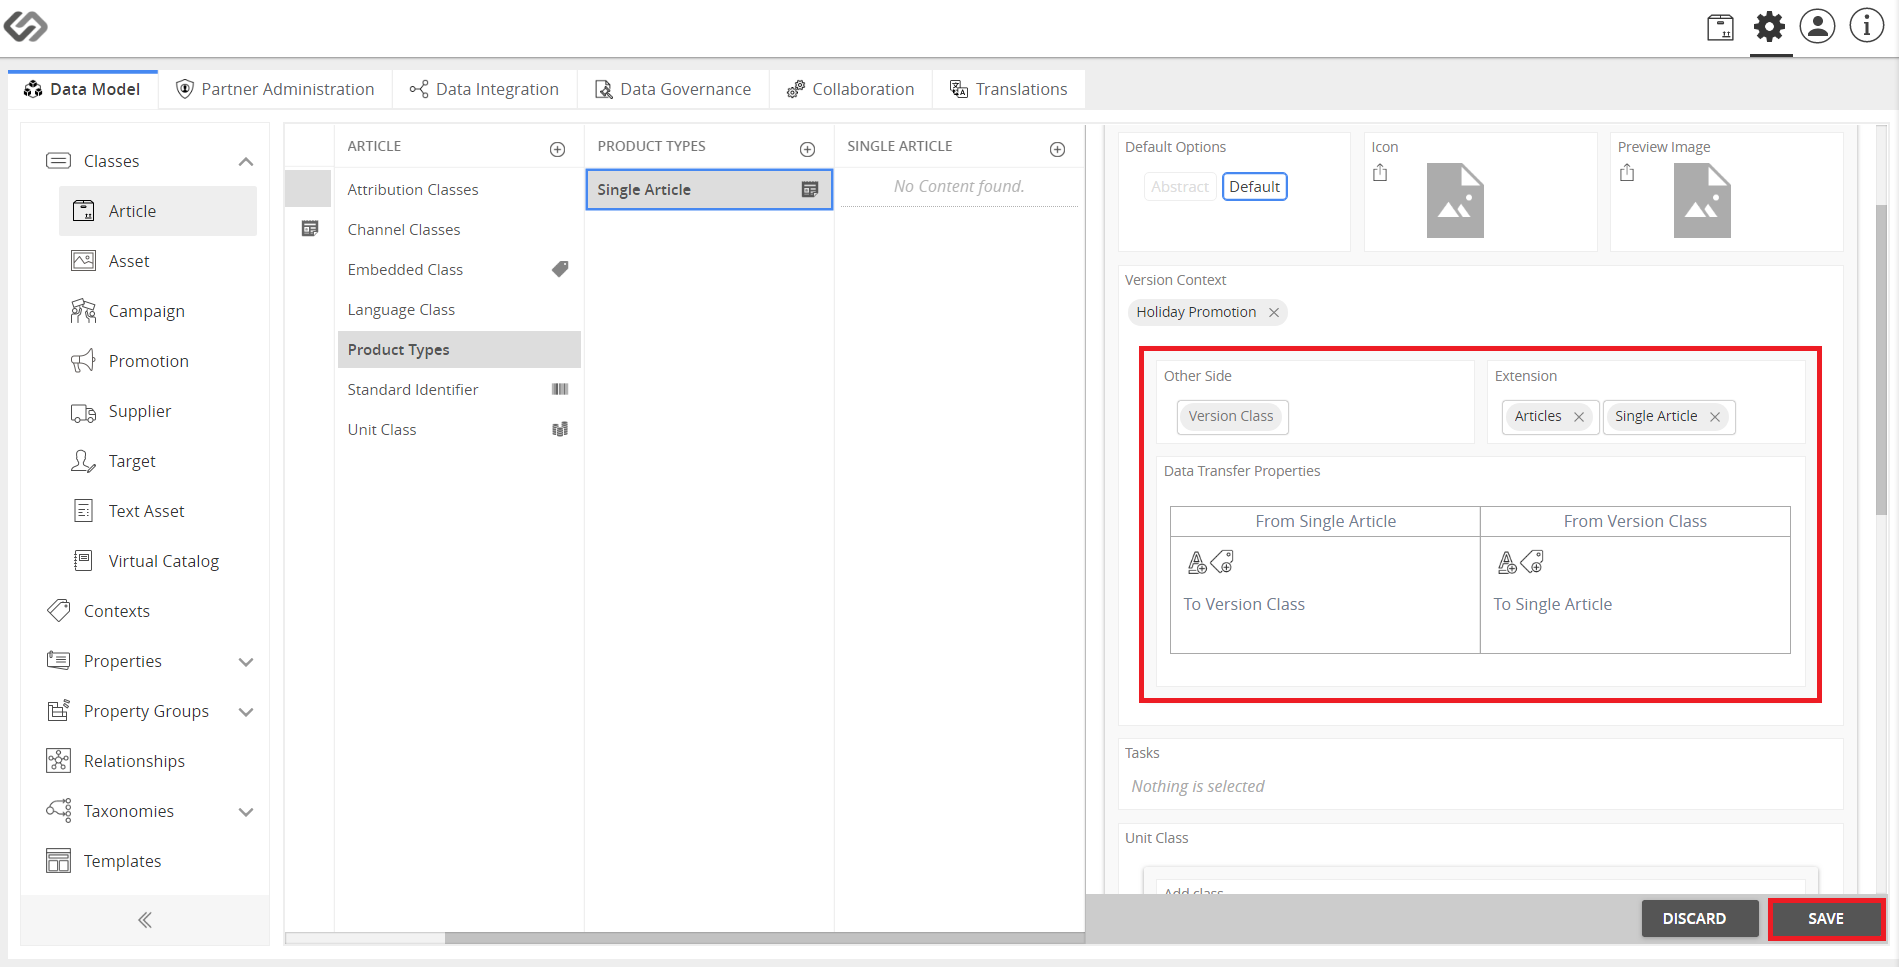 Data Model
Partner Administration
Data Integration
Data Governance
Collaboration
Translations
Classes
Article
Asset
Campaign
Promotion
Supplier
Target
Text Asset
Virtual Catalog
Contexts
Properties
Property Groups
Relationships
Taxonomies
Templates
ARTICLE
Attribution Classes
Channel Classes
Embedded Class
Language Class
Product Types
Standard Identifier
Unit Class
PRODUCT TYPES
Single Article
SINGLE ARTICLE
No Content found.
Default Options
Abstract
Default
Icon
Preview Image
Version Context
Holiday Promotion
Other Side
Version Class
Extension
Articles
Single Article
Data Transfer Properties
From Single Article
From Version Class
To Version Class
To Single Article
Tasks
Nothing is selected
Unit Class
Add class
DISCARD
SAVE